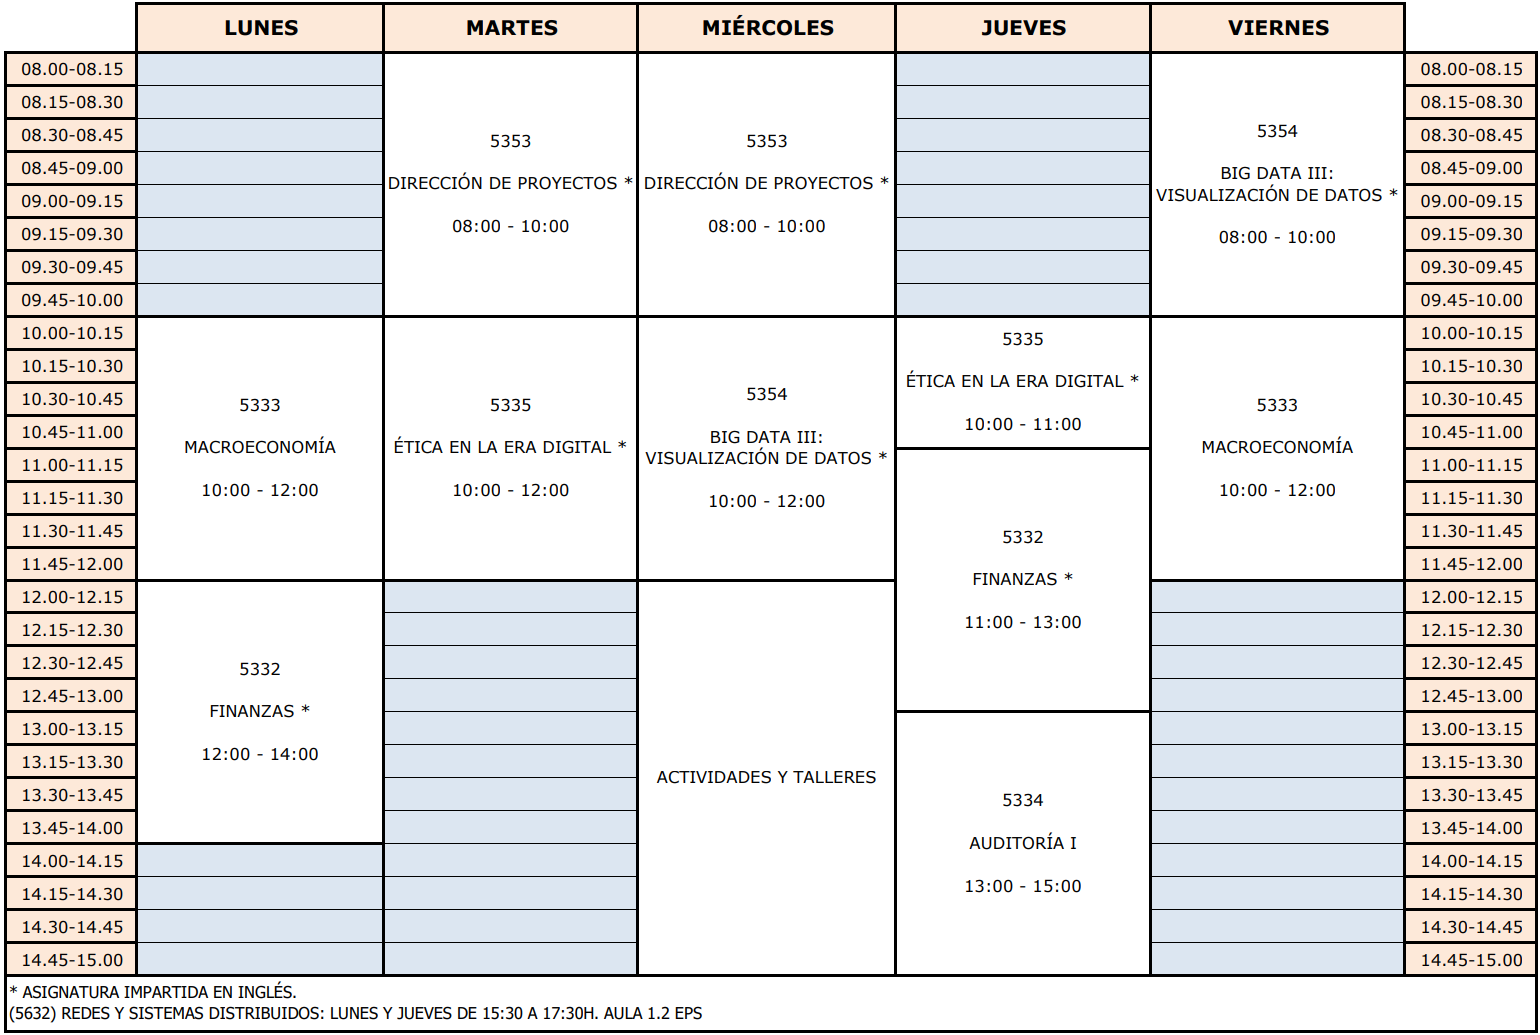 LUNES MARTES MIÉRCOLES JUEVES VIERNES
08.00-08.15 08.00-08.15
08.15-08.30 08.15-08.30
08.30-08.45 08.30-08.45
08.45-09.00 08.45-09.00
09.00-09.15 09.00-09.15
09.15-09.30 09.15-09.30
09.30-09.45 09.30-09.45
09.45-10.00 09.45-10.00
5353 5353 5354
DIRECCIÓN DE PROYECTOS * DIRECCIÓN DE PROYECTOS * BIG DATA III:
VISUALIZACIÓN DE DATOS *
08:00 - 10:00 08:00 - 10:00 08:00 - 10:00
10.00-10.15 10.00-10.15
10.15-10.30 10.15-10.30
10.30-10.45 10.30-10.45
10.45-11.00 10.45-11.00
11.00-11.15 11.00-11.15
11.15-11.30 11.15-11.30
11.30-11.45 11.30-11.45
11.45-12.00 11.45-12.00
5333
MACROECONOMÍA
10:00 - 12:00
5335
ÉTICA EN LA ERA DIGITAL *
10:00 - 12:00
5354
BIG DATA III:
VISUALIZACIÓN DE DATOS *
10:00 - 12:00
5335
ÉTICA EN LA ERA DIGITAL *
10:00 - 11:00
5333
MACROECONOMÍA
10:00 - 12:00
5332
FINANZAS *
11:00 - 13:00
12.00-12.15 12.00-12.15
12.15-12.30 12.15-12.30
12.30-12.45 12.30-12.45
12.45-13.00 12.45-13.00
13.00-13.15 13.00-13.15
13.15-13.30 13.15-13.30
13.30-13.45 13.30-13.45
13.45-14.00 13.45-14.00
14.00-14.15 14.00-14.15
14.15-14.30 14.15-14.30
14.30-14.45 14.30-14.45
14.45-15.00 14.45-15.00
5332
FINANZAS *
12:00 - 14:00
ACTIVIDADES Y TALLERES
5334
AUDITORÍA I
13:00 - 15:00
* ASIGNATURA IMPARTIDA EN INGLÉS.
(5632) REDES Y SISTEMAS DISTRIBUIDOS: LUNES Y JUEVES DE 15:30 A 17:30H. AULA 1.2 EPS